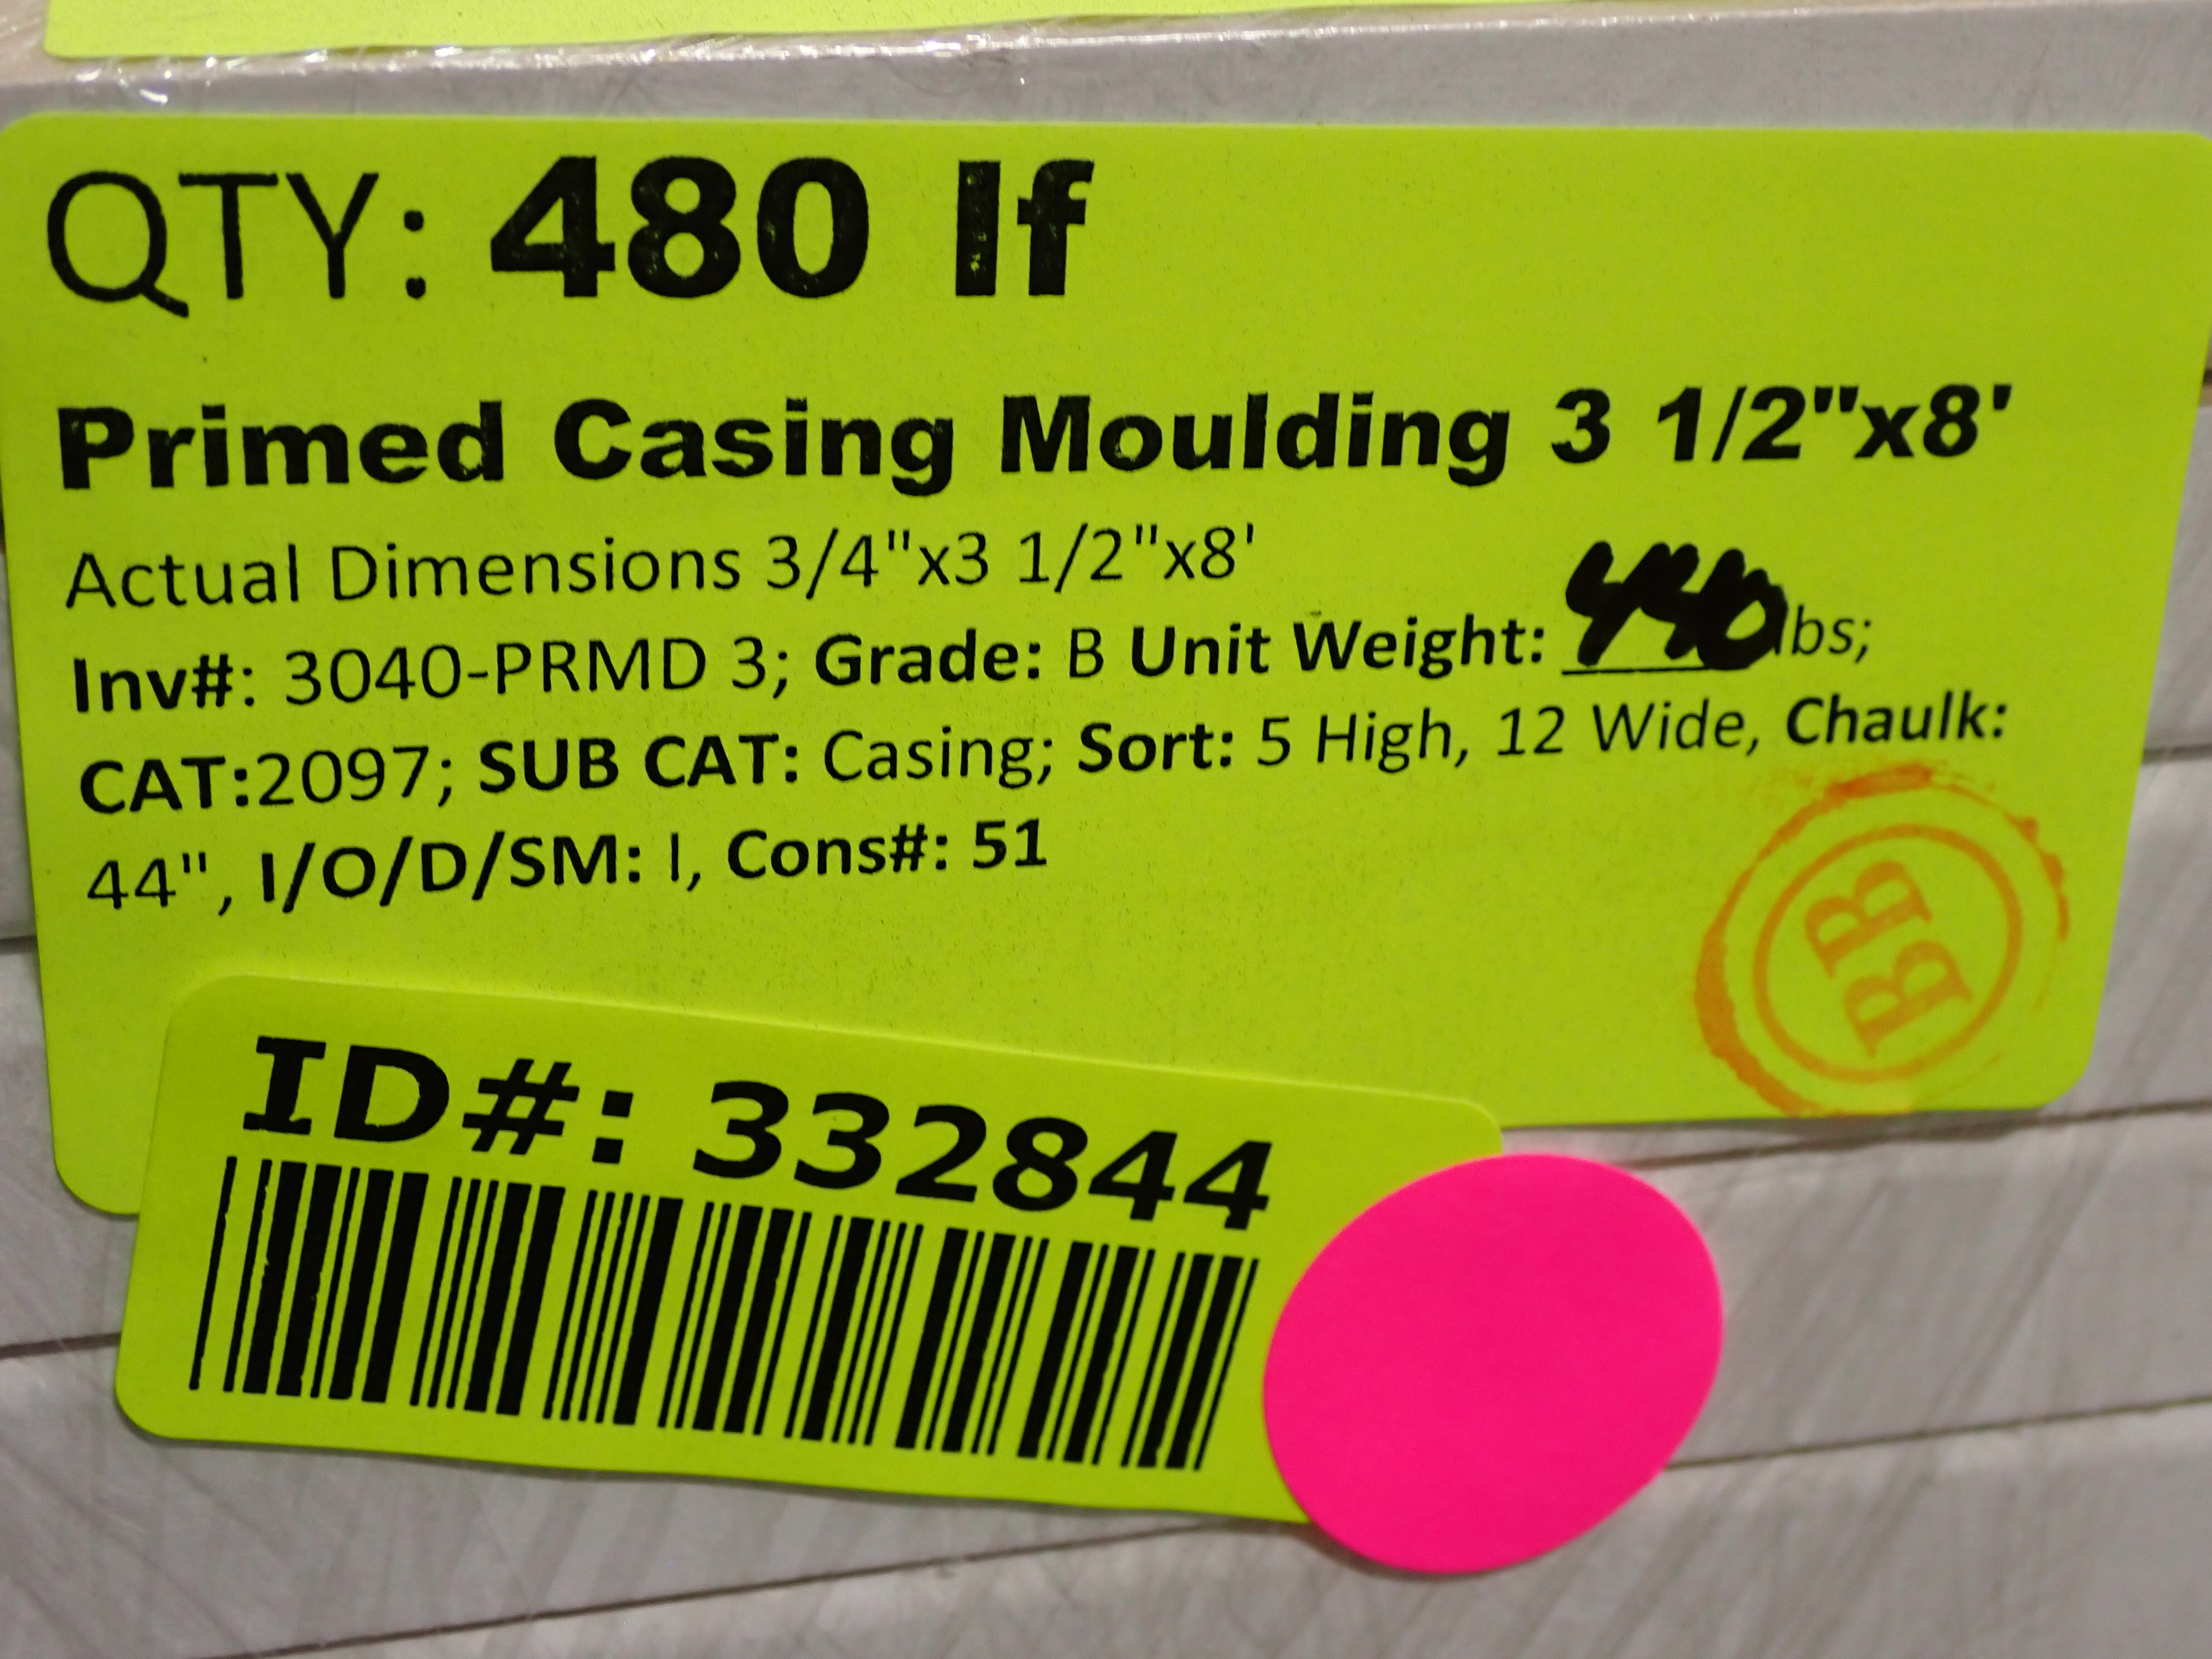 QTY: 480 lf
Primed Casing Moulding 3 1/2"x8'
Actual Dimensions 3/4"x3 1/2"x8'
Inv#: 3040-PRMD 3; Grade: B Unit Weight: 440 lbs;
CAT:2097; SUB CAT: Casing; Sort: 5 High, 12 Wide, Chaulk:
44", I/O/D/SM: I, Cons#: 51
BB
ID#: 332844